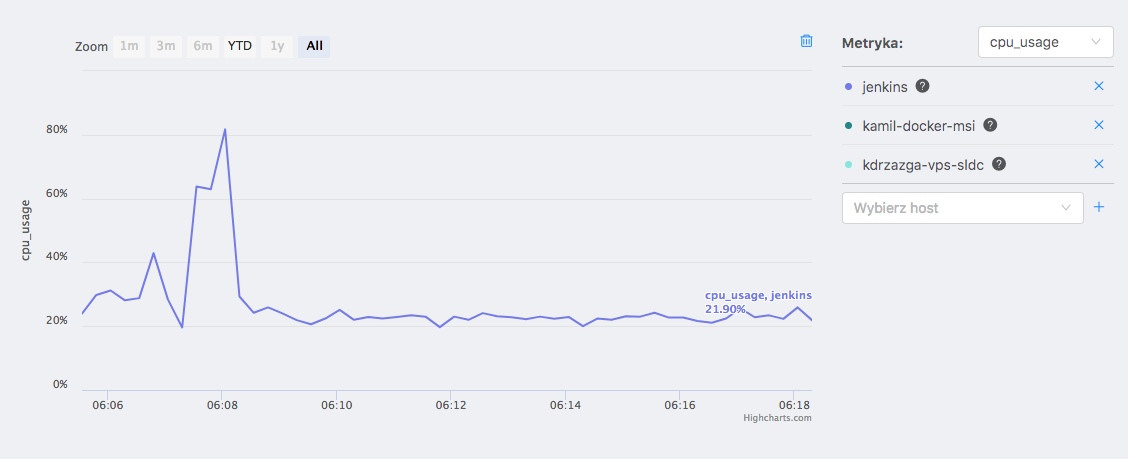 Zoom 1m 3m 6m YTD 1y All
80%
60%
40%
20%
0%
cpu_usage
cpu_usage, jenkins
21.90%
06:06 06:08 06:10 06:12 06:14 06:16 06:18
Highcharts.com
Metryka: cpu_usage
jenkins ?
kamil-docker-msi ?
kdrzazga-vps-sldc ?
Wybierz host